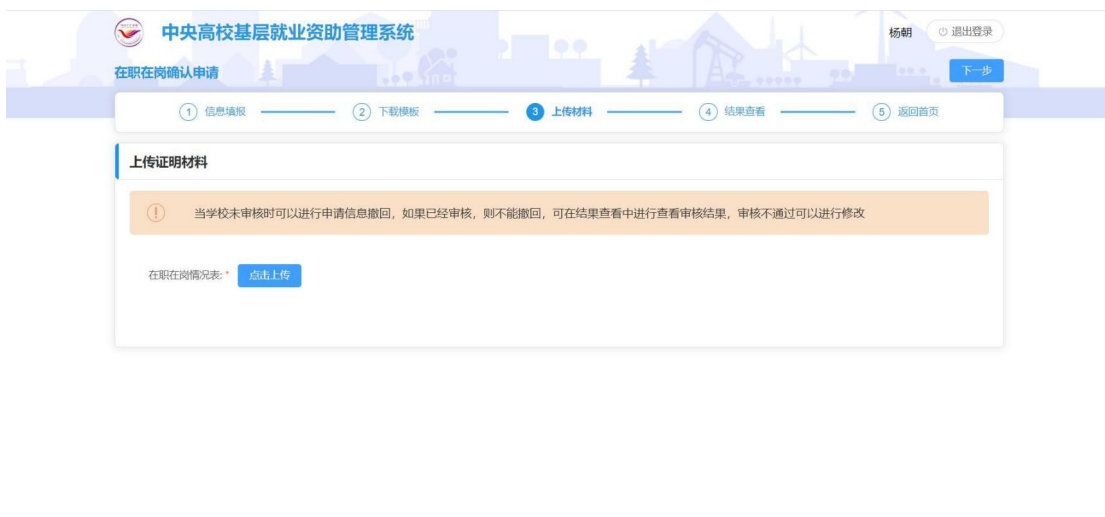 中央高校基层就业资助管理系统
杨朝
退出登录
在职在岗确认申请
下一步
1 信息填报
2 下载模板
3 上传材料
4 结果查看
5 返回首页
上传证明材料
当学校未审核时可以进行申请信息撤回，如果已经审核，则不能撤回，可在结果查看中进行查看审核结果，审核不通过可以进行修改
在职在岗情况表: * 点击上传